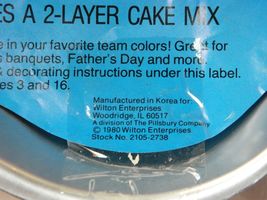 ES A 2-LAYER CAKE MIX
e in your favorite team colors! Great for
s banquets, Father's Day and more.
& decorating instructions under this label.
es 3 and 16.
Manufactured in Korea for:
Wilton Enterprises
Woodridge, IL 60517
A division of The Pillsbury Company
© 1980 Wilton Enterprises
Stock No. 2105-2738